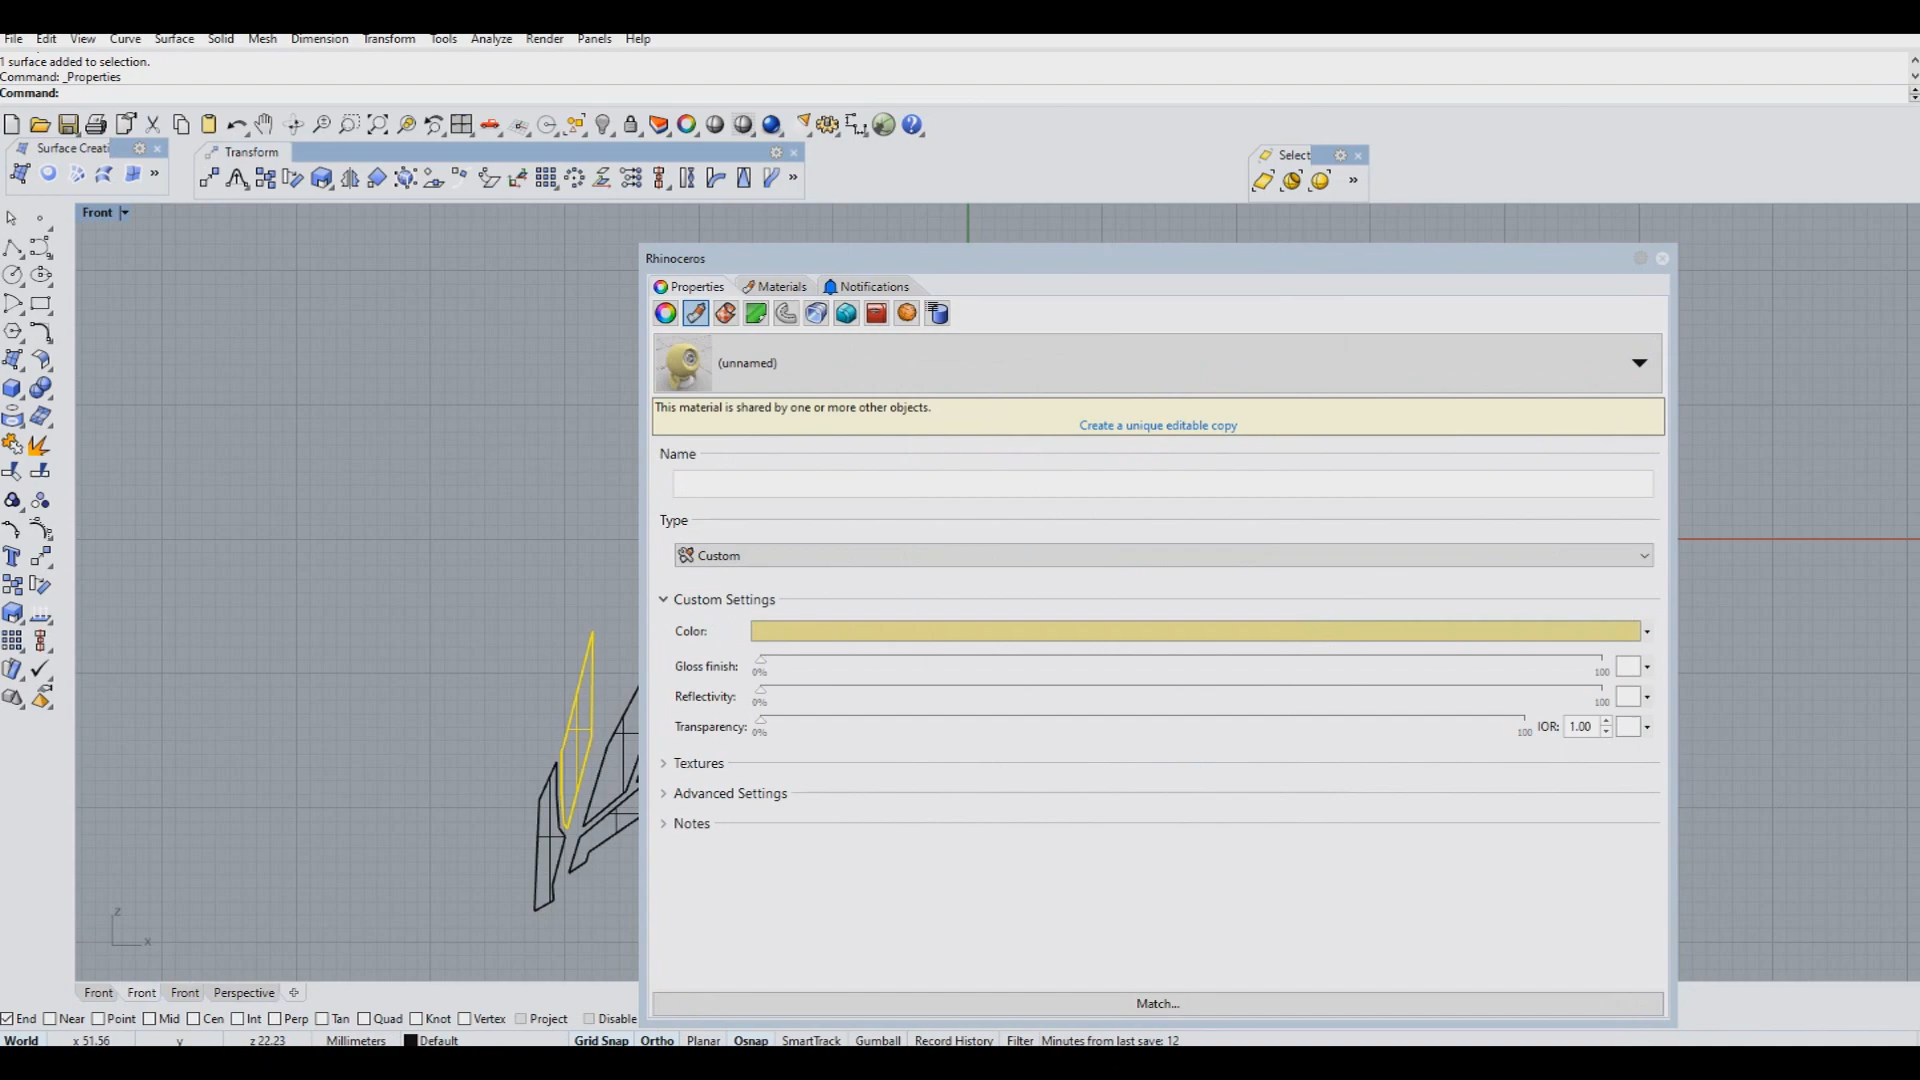 File Edit View Curve Surface Solid Mesh Dimension Transform Tools Analyze Render Panels Help
1 surface added to selection.
Command: _Properties
Command:
Surface Creati
Transform
Select
Front
Rhinoceros
Properties Materials Notifications
(unnamed)
This material is shared by one or more other objects.
Create a unique editable copy
Name
Type
Custom
Custom Settings
Color:
Gloss finish: 0% 100
Reflectivity: 0% 100
Transparency: 0% 100 IOR: 1.00
Textures
Advanced Settings
Notes
Match...
z
x
Front Front Front Perspective
End Near Point Mid Cen Int Perp Tan Quad Knot Vertex Project Disable
World x 51.56 y z 22.23 Millimeters Default Grid Snap Ortho Planar Osnap SmartTrack Gumball Record History Filter Minutes from last save: 12